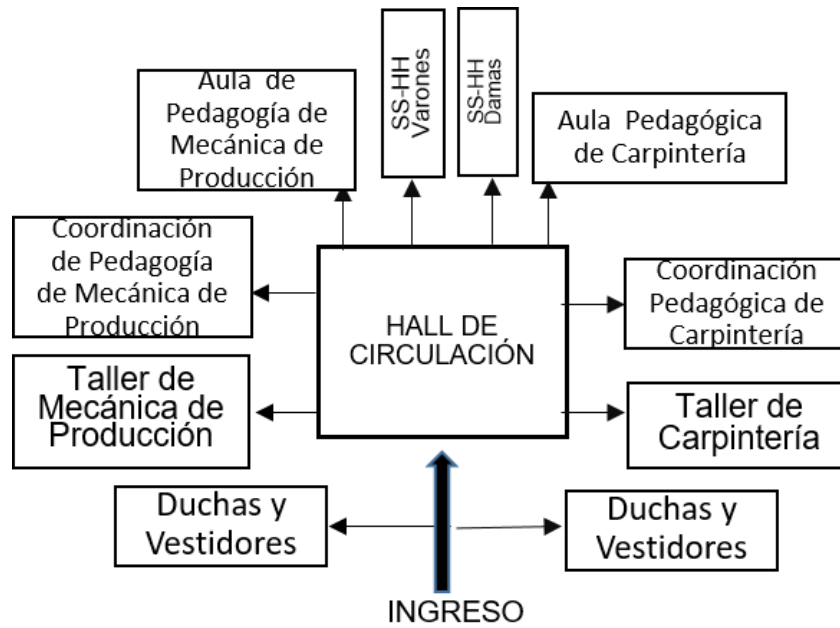 Aula de
Pedagogía de
Mecánica de
Producción
SS-HH
Varones
SS-HH
Damas
Aula Pedagógica
de Carpintería
Coordinación
de Pedagogía
de Mecánica de
Producción
HALL DE
CIRCULACIÓN
Coordinación
Pedagógica de
Carpintería
Taller de
Mecánica de
Producción
Taller de
Carpintería
Duchas y
Vestidores
Duchas y
Vestidores
INGRESO